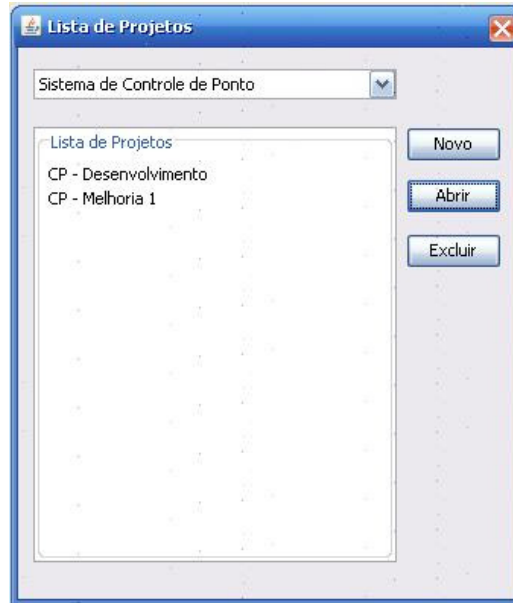 Lista de Projetos
Sistema de Controle de Ponto
Lista de Projetos
CP - Desenvolvimento
CP - Melhoria 1
Novo
Abrir
Excluir